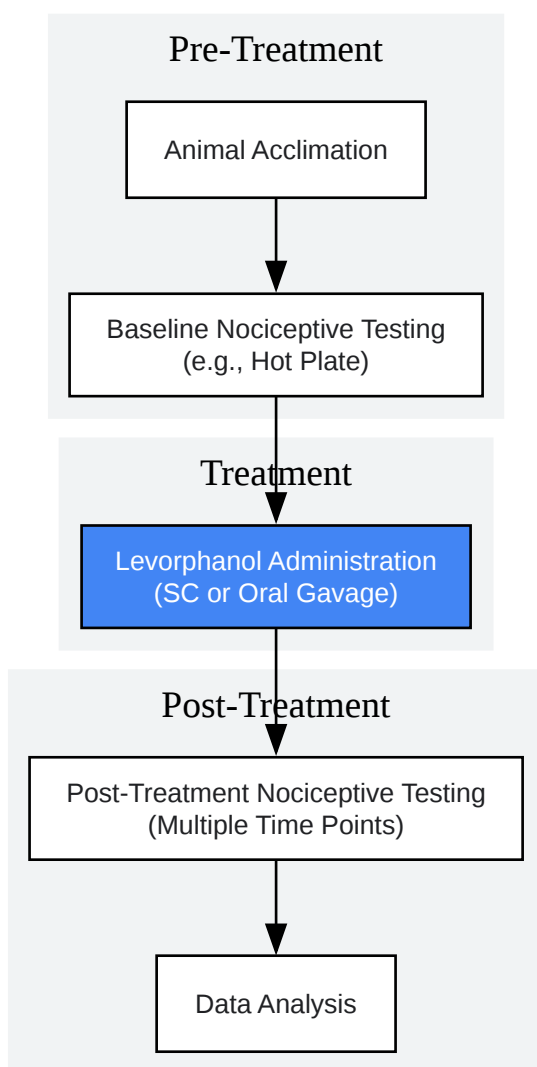 Pre-Treatment
Animal Acclimation
Baseline Nociceptive Testing
(e.g., Hot Plate)
Treatment
Levorphanol Administration
(SC or Oral Gavage)
Post-Treatment
Post-Treatment Nociceptive Testing
(Multiple Time Points)
Data Analysis